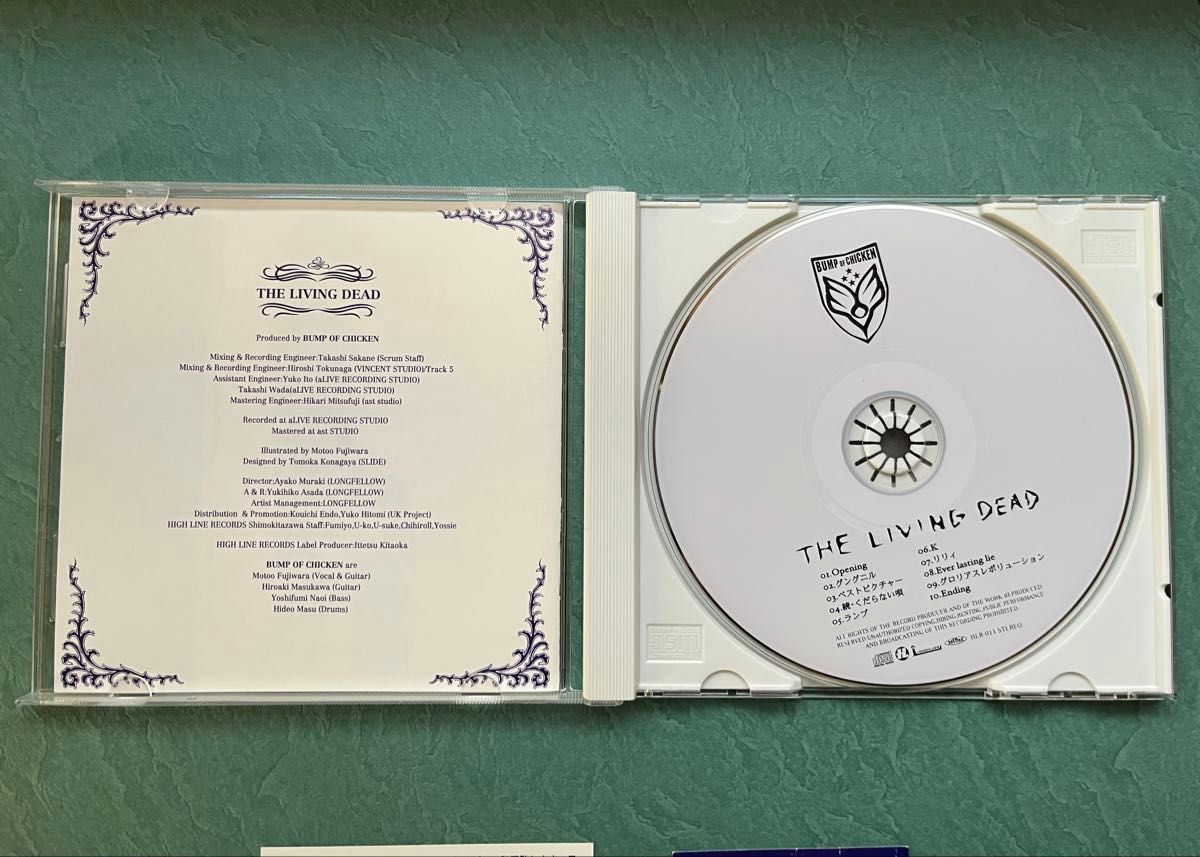 THE LIVING DEAD
Produced by BUMP OF CHICKEN
Mixing & Recording Engineer:Takashi Sakane (Scrum Staff)
Mixing & Recording Engineer:Hiroshi Tokunaga (VINCENT STUDIO)/Track 5
Assistant Engineer:Yuko Ito (aLIVE RECORDING STUDIO)
Takashi Wada(aLIVE RECORDING STUDIO)
Mastering Engineer:Hikari Mitsufuji (ast studio)
Recorded at aLIVE RECORDING STUDIO
Mastered at ast STUDIO
Illustrated by Motoo Fujiwara
Designed by Tomoka Konagaya (SLIDE)
Director:Ayako Muraki (LONGFELLOW)
A & R:Yukihiko Asada (LONGFELLOW)
Artist Management:LONGFELLOW
Distribution & Promotion:Kouichi Endo,Yuko Hitomi (UK Project)
HIGH LINE RECORDS Shimokitazawa Staff:Fumiyo,U-ko,U-suke,Chihiroll,Yossie
HIGH LINE RECORDS Label Producer:Ittetsu Kitaoka
BUMP OF CHICKEN are
Motoo Fujiwara (Vocal & Guitar)
Hiroaki Masukawa (Guitar)
Yoshifumi Naoi (Bass)
Hideo Masu (Drums)
BUMP OF CHICKEN
THE LIVING DEAD
01.Opening
02.グングニル
03.ベストピクチャー
04.続・くだらない唄
05.ランプ
06.K
07.リリィ
08.Ever lasting lie
09.グロリアスレボリューション
10.Ending
ALL RIGHTS OF THE RECORD PRODUCER AND OF THE WORK REPRODUCED
RESERVED UNAUTHORIZED COPYING,HIRING,RENTING,PUBLIC PERFORMANCE
AND BROADCASTING OF THIS RECORDING PROHIBITED
HLR 011 STEREO
disc